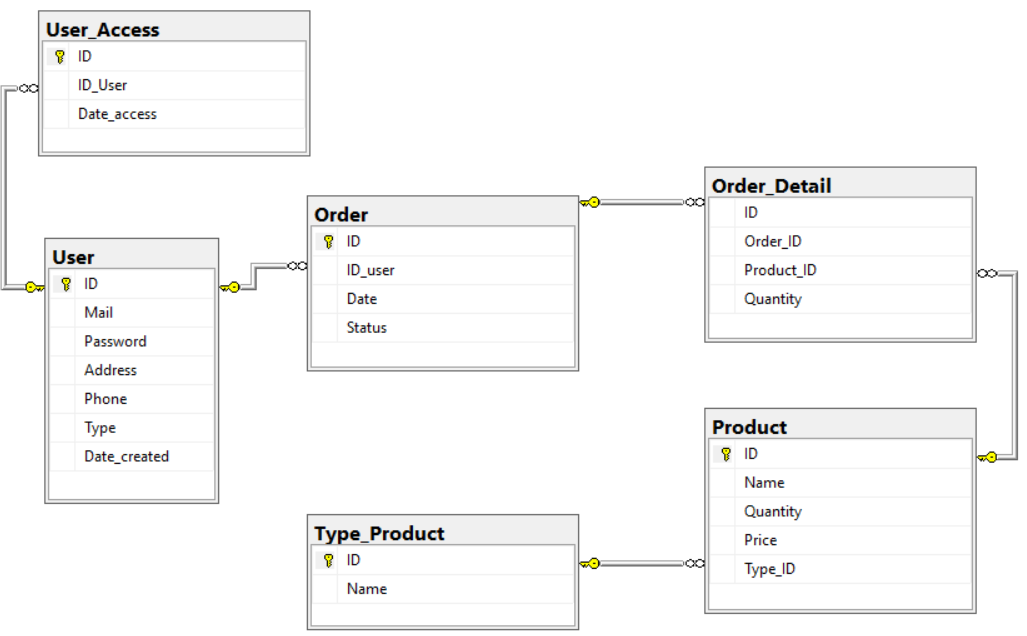 User_Access
ID
ID_User
Date_access
User
ID
Mail
Password
Address
Phone
Type
Date_created
Order
ID
ID_user
Date
Status
Order_Detail
ID
Order_ID
Product_ID
Quantity
Product
ID
Name
Quantity
Price
Type_ID
Type_Product
ID
Name